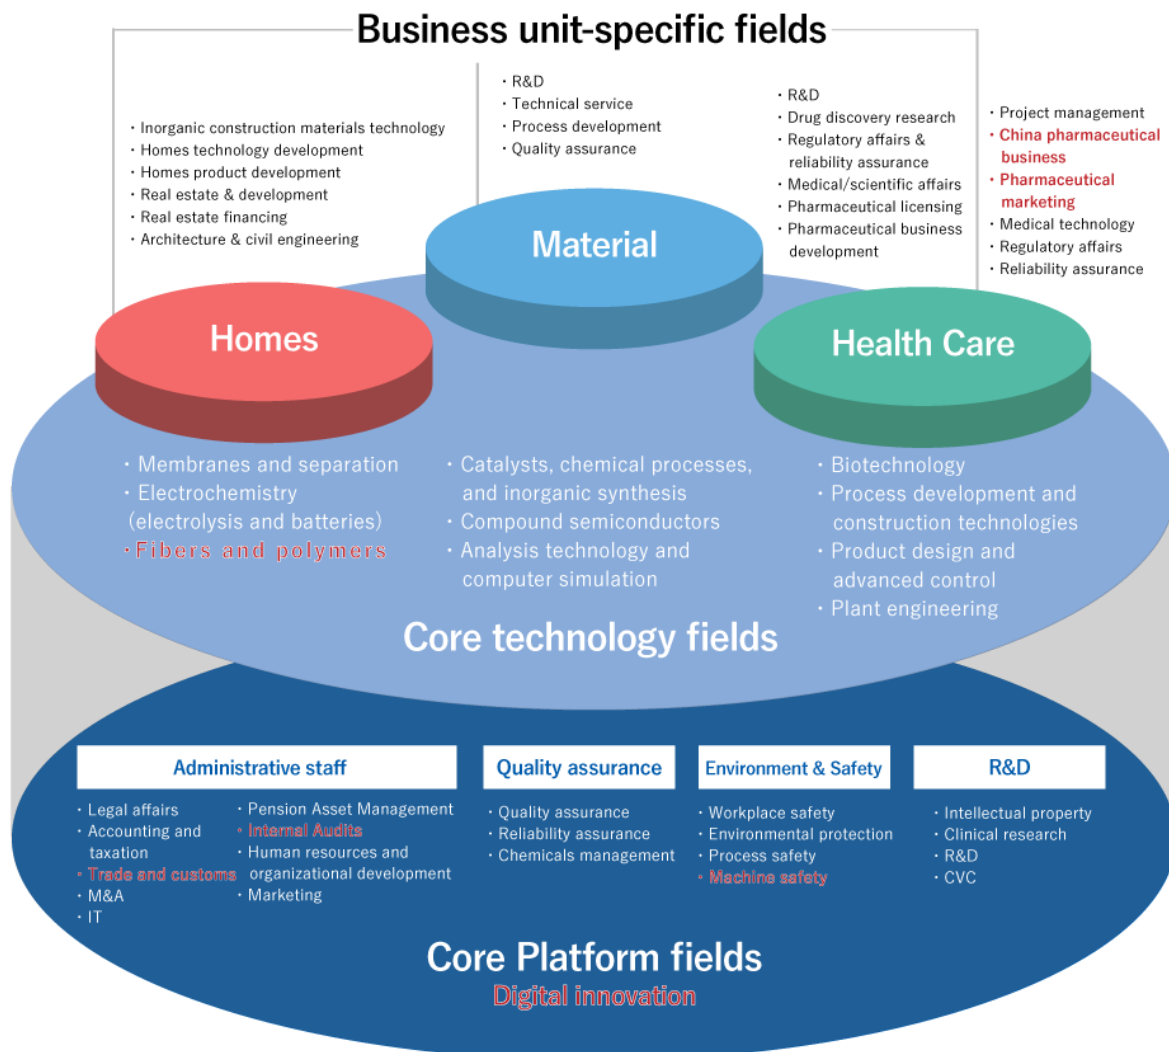 Business unit-specific fields
・Inorganic construction materials technology
・Homes technology development
・Homes product development
・Real estate & development
・Real estate financing
・Architecture & civil engineering
・R&D
・Technical service
・Process development
・Quality assurance
・R&D
・Drug discovery research
・Regulatory affairs &
reliability assurance
・Medical/scientific affairs
・Pharmaceutical licensing
・Pharmaceutical business
development
・Project management
・China pharmaceutical
business
・Pharmaceutical
marketing
・Medical technology
・Regulatory affairs
・Reliability assurance
Homes
Material
Health Care
・Membranes and separation
・Electrochemistry
(electrolysis and batteries)
・Fibers and polymers
・Catalysts, chemical processes,
and inorganic synthesis
・Compound semiconductors
・Analysis technology and
computer simulation
・Biotechnology
・Process development and
construction technologies
・Product design and
advanced control
・Plant engineering
Core technology fields
Administrative staff
・Legal affairs
・Accounting and
taxation
・Trade and customs
・M&A
・IT
・Pension Asset Management
・Internal Audits
・Human resources and
organizational development
・Marketing
Quality assurance
・Quality assurance
・Reliability assurance
・Chemicals management
Environment & Safety
・Workplace safety
・Environmental protection
・Process safety
・Machine safety
R&D
・Intellectual property
・Clinical research
・R&D
・CVC
Core Platform fields
Digital innovation